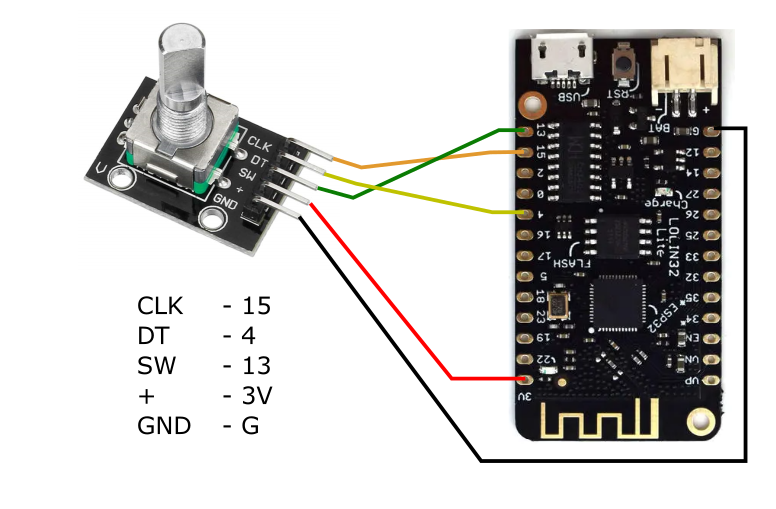 CLK
DT
SW
+
GND
V
USB
RST
BAT
- +
13
15
2
0
4
16
17
5
18
23
19
22
3V
G
12
14
27
26
25
33
32
35
34
EN
VN
VP
Charge
LOLIN32
Lite
FLASH
ESP32
CLK - 15
DT - 4
SW - 13
+ - 3V
GND - G